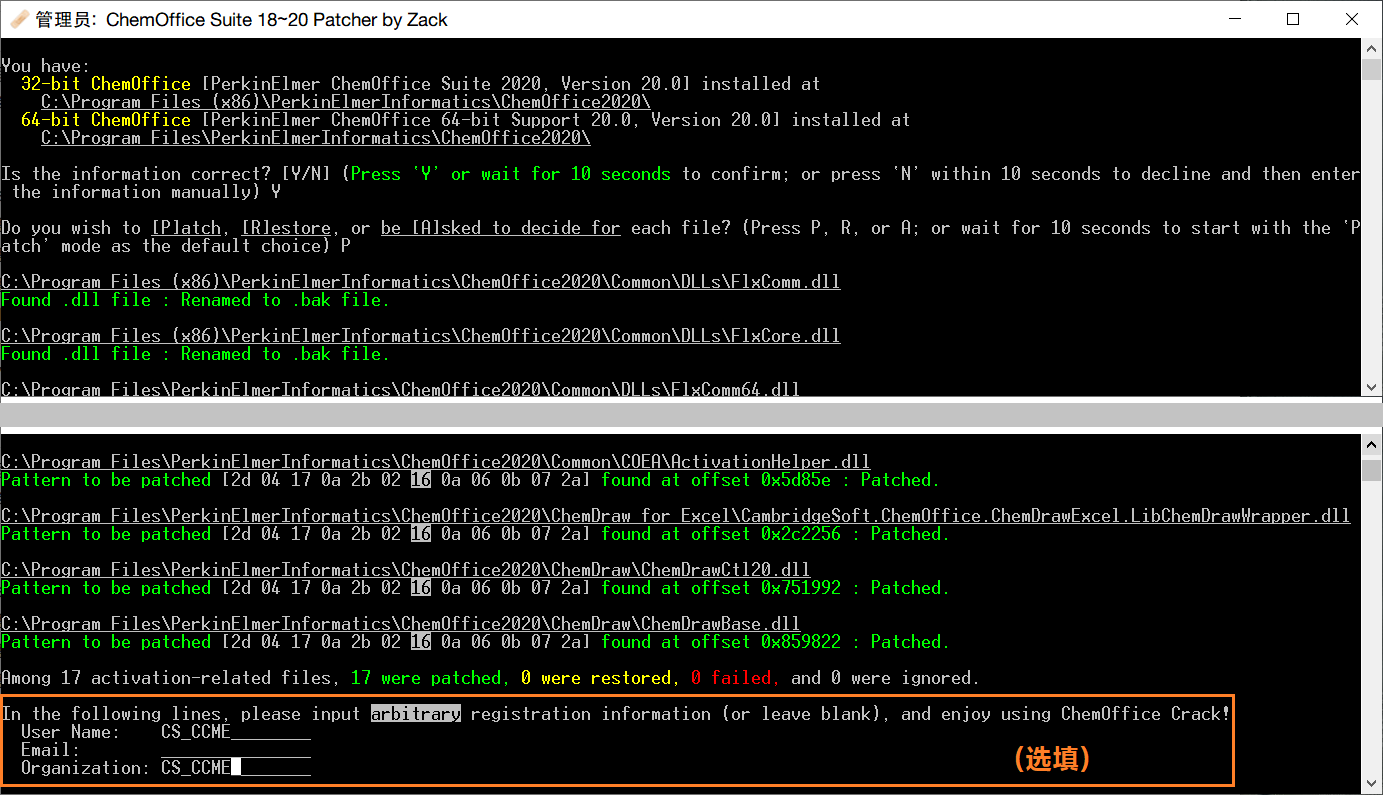 管理员: ChemOffice Suite 18~20 Patcher by Zack
You have:
32-bit ChemOffice [PerkinElmer ChemOffice Suite 2020, Version 20.0] installed at
C:\Program Files (x86)\PerkinElmerInformatics\ChemOffice2020\
64-bit ChemOffice [PerkinElmer ChemOffice 64-bit Support 20.0, Version 20.0] installed at
C:\Program Files\PerkinElmerInformatics\ChemOffice2020\
Is the information correct? [Y/N] (Press 'Y' or wait for 10 seconds to confirm; or press 'N' within 10 seconds to decline and then enter
the information manually) Y
Do you wish to [P]atch, [R]estore, or be [A]sked to decide for each file? (Press P, R, or A; or wait for 10 seconds to start with the 'P
atch' mode as the default choice) P
C:\Program Files (x86)\PerkinElmerInformatics\ChemOffice2020\Common\DLLs\FlxComm.dll
Found .dll file : Renamed to .bak file.
C:\Program Files (x86)\PerkinElmerInformatics\ChemOffice2020\Common\DLLs\FlxCore.dll
Found .dll file : Renamed to .bak file.
C:\Program Files\PerkinElmerInformatics\ChemOffice2020\Common\DLLs\FlxComm64.dll
C:\Program Files\PerkinElmerInformatics\ChemOffice2020\Common\COEA\ActivationHelper.dll
Pattern to be patched [2d 04 17 0a 2b 02 16 0a 06 0b 07 2a] found at offset 0x5d85e : Patched.
C:\Program Files\PerkinElmerInformatics\ChemOffice2020\ChemDraw for Excel\CambridgeSoft.ChemOffice.ChemDrawExcel.LibChemDrawWrapper.dll
Pattern to be patched [2d 04 17 0a 2b 02 16 0a 06 0b 07 2a] found at offset 0x2c2256 : Patched.
C:\Program Files\PerkinElmerInformatics\ChemOffice2020\ChemDraw\ChemDrawCtl20.dll
Pattern to be patched [2d 04 17 0a 2b 02 16 0a 06 0b 07 2a] found at offset 0x751992 : Patched.
C:\Program Files\PerkinElmerInformatics\ChemOffice2020\ChemDraw\ChemDrawBase.dll
Pattern to be patched [2d 04 17 0a 2b 02 16 0a 06 0b 07 2a] found at offset 0x859822 : Patched.
Among 17 activation-related files, 17 were patched, 0 were restored, 0 failed, and 0 were ignored.
In the following lines, please input arbitrary registration information (or leave blank), and enjoy using ChemOffice Crack!
User Name: CS_CCME________
Email: _______________
Organization: CS_CCME________
(选填)